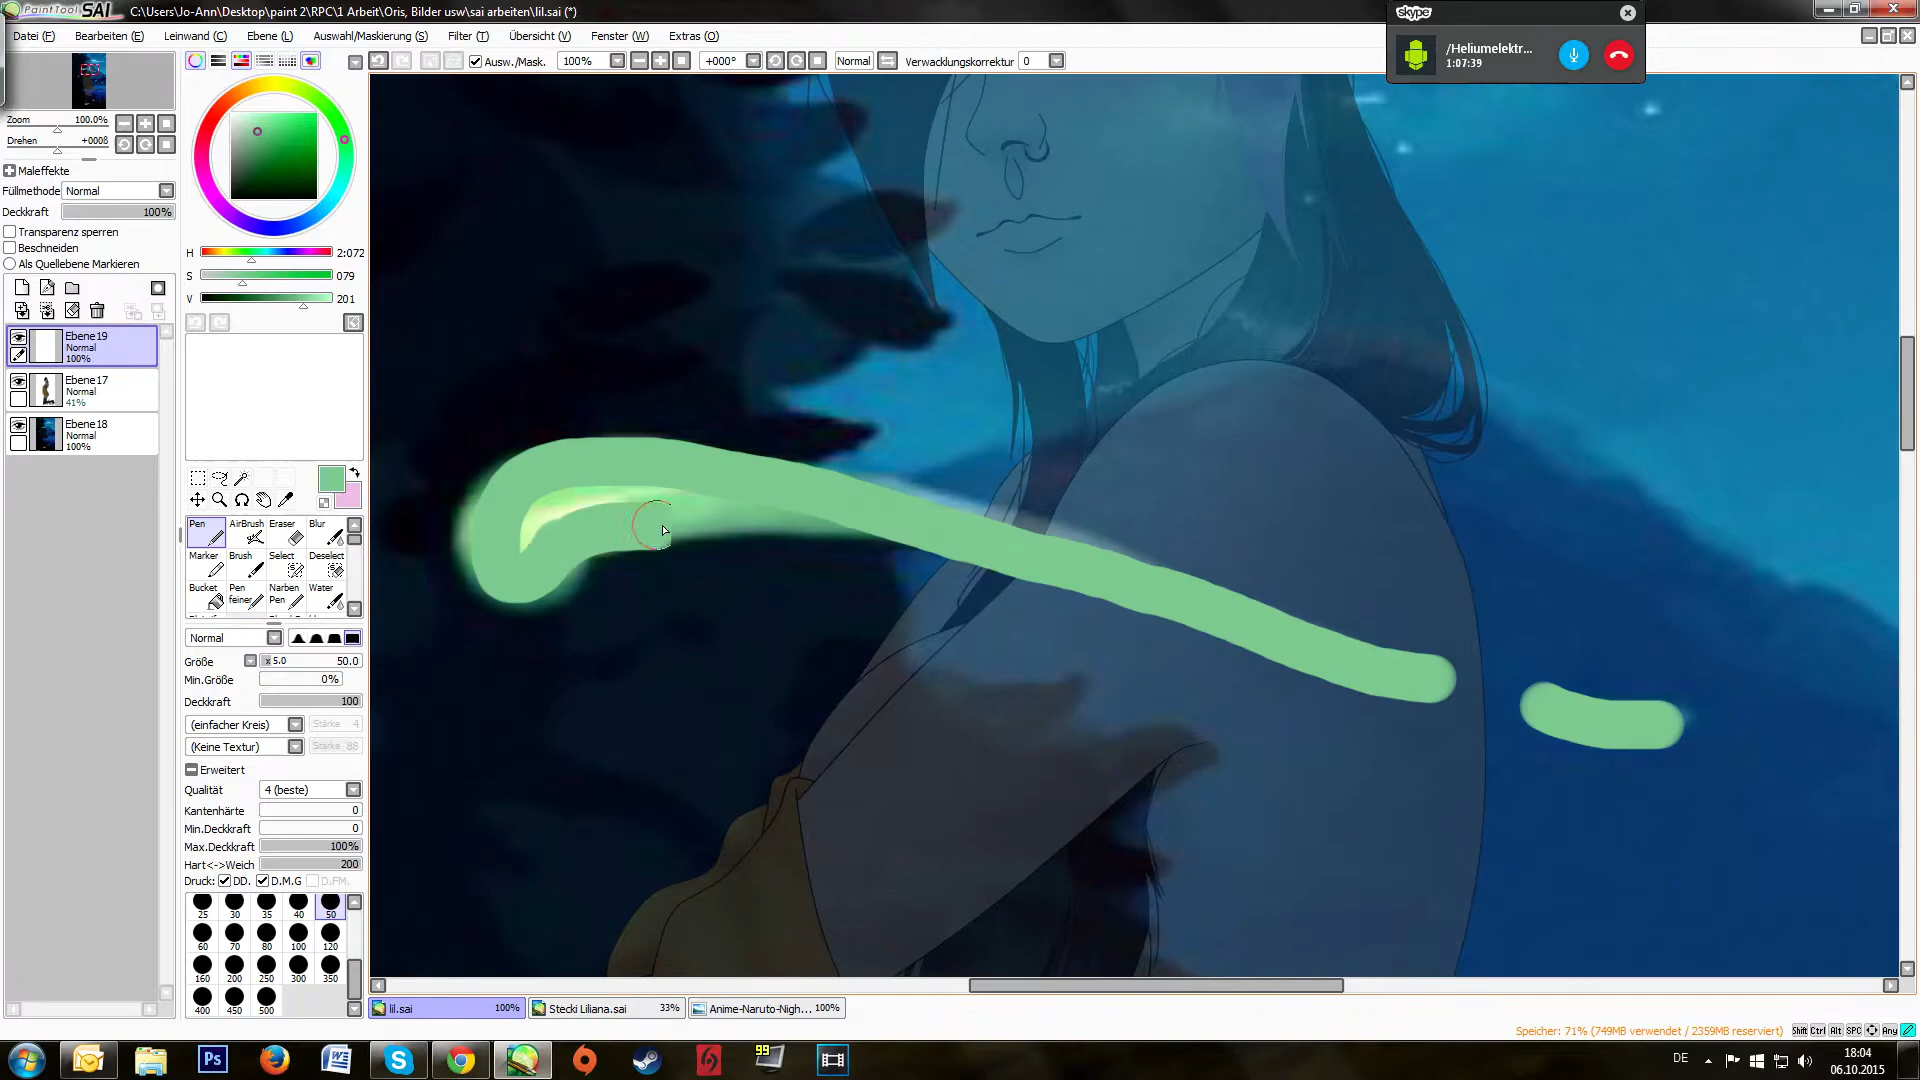 PaintTool SAI C:\Users\Jo-Ann\Desktop\paint 2\RPC\1 Arbeit\Oris, Bilder usw\sai arbeiten\lil.sai (*)
Datei (F) Bearbeiten (E) Leinwand (C) Ebene (L) Auswahl/Maskierung (S) Filter (T) Übersicht (V) Fenster (W) Extras (O)
skype
/Heliumelektr...
1:07:39
Ausw./Mask. 100% +000° Normal Verwacklungskorrektur 0
Zoom 100.0%
Drehen +000ß
Maleffekte
Füllmethode Normal
Deckkraft 100%
Transparenz sperren
Beschneiden
Als Quellebene Markieren
Ebene19
Normal
100%
Ebene17
Normal
41%
Ebene18
Normal
100%
H 2:072
S 079
V 201
Pen AirBrush Eraser Blur
Marker Brush Select Deselect
Bucket Pen feiner Narben Pen Water
Normal
Größe x 5.0 50.0
Min.Größe 0%
Deckkraft 100
(einfacher Kreis) Stärke 4
(Keine Textur) Stärke 88
Erweitert
Qualität 4 (beste)
Kantenhärte 0
Min.Deckkraft 0
Max.Deckkraft 100%
Hart<->Weich 200
Druck: DD. D.M.G D.FM.
25 30 35 40 50
60 70 80 100 120
160 200 250 300 350
400 450 500
lil.sai 100% Stecki Liliana.sai 33% Anime-Naruto-Nigh... 100%
Speicher: 71% (749MB verwendet / 2359MB reserviert) Shift Ctrl Alt SPC Any
Ps
99
DE
18:04
06.10.2015